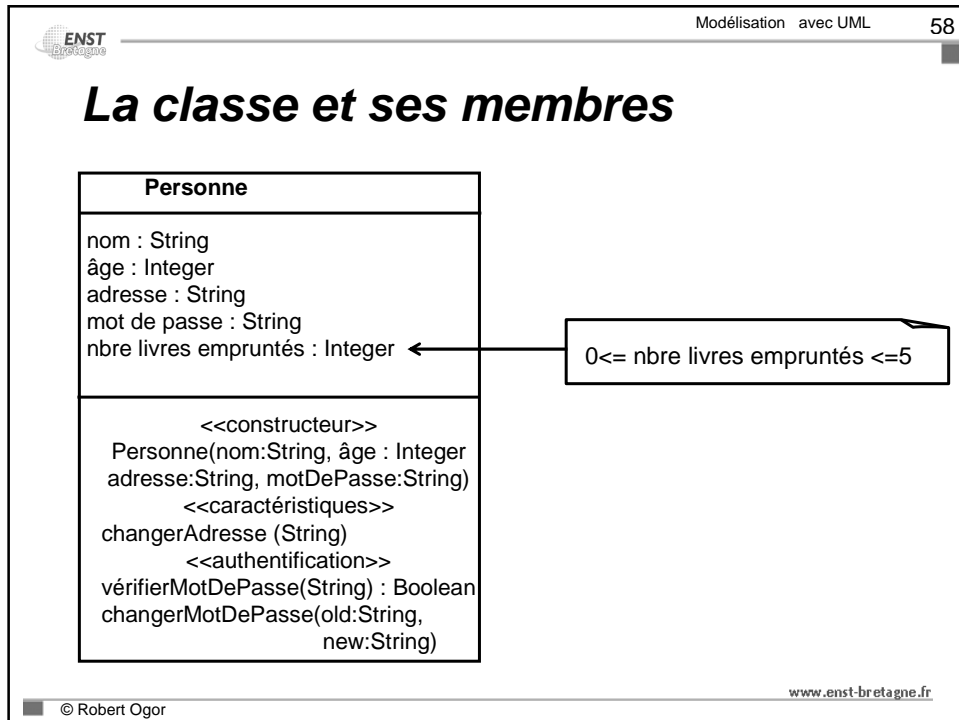 Modélisation avec UML 58
ENST
Bretagne
La classe et ses membres
Personne
nom : String
âge : Integer
adresse : String
mot de passe : String
nbre livres empruntés : Integer
0<= nbre livres empruntés <=5
<<constructeur>>
Personne(nom:String, âge : Integer
adresse:String, motDePasse:String)
<<caractéristiques>>
changerAdresse (String)
<<authentification>>
vérifierMotDePasse(String) : Boolean
changerMotDePasse(old:String,
new:String)
www.enst-bretagne.fr
© Robert Ogor